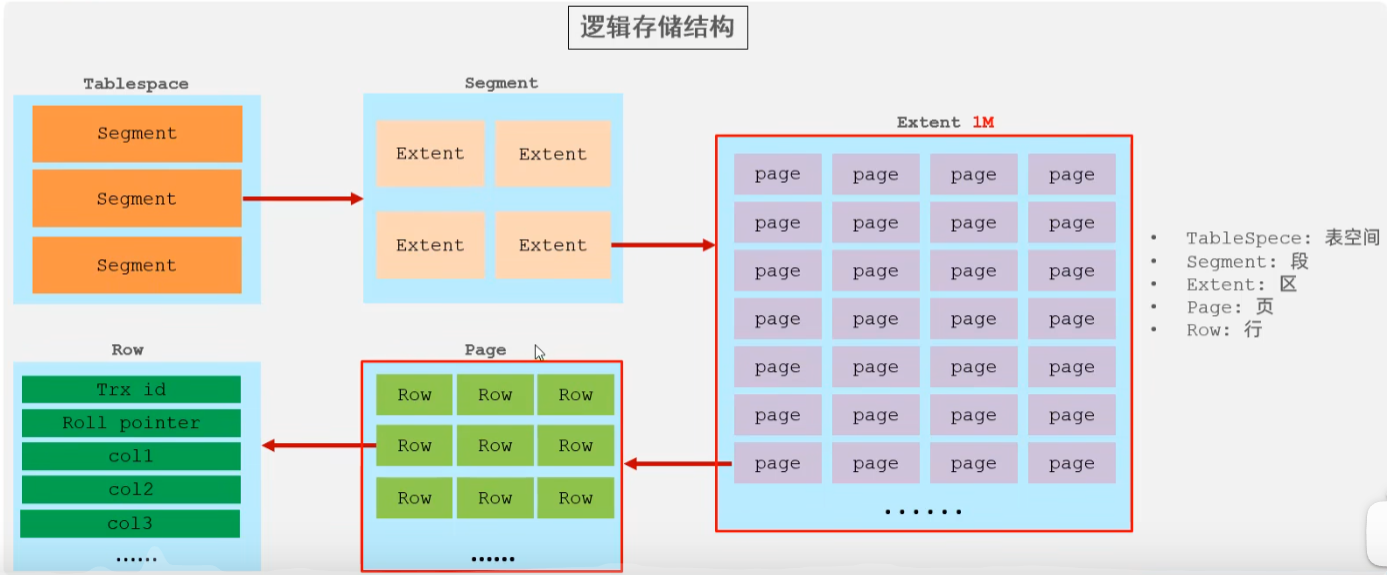 逻辑存储结构
Tablespace
Segment
Segment
Segment
Segment
Extent Extent
Extent Extent
Extent 1M
page page page page
page page page page
page page page page
page page page page
page page page page
page page page page
page page page page
......
• TableSpece: 表空间
• Segment: 段
• Extent: 区
• Page: 页
• Row: 行
Row
Trx id
Roll pointer
col1
col2
col3
......
Page
Row Row Row
Row Row Row
Row Row Row
......